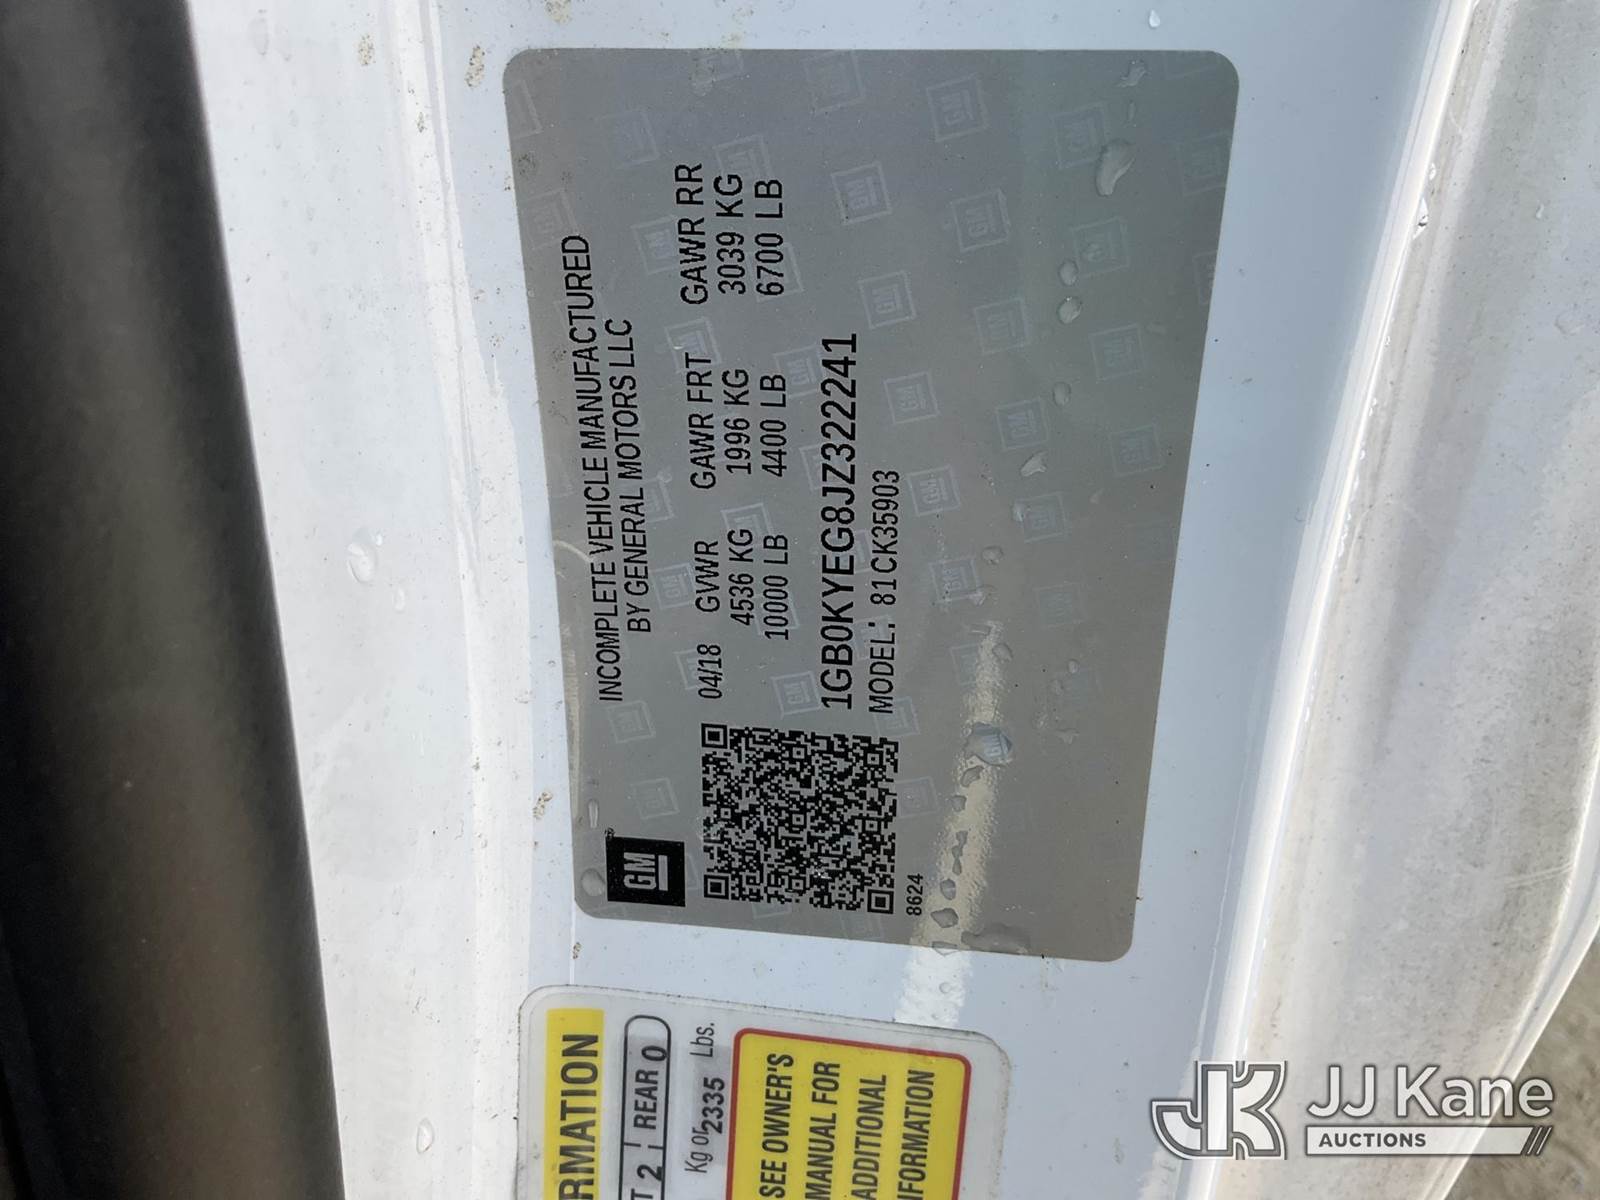 INCOMPLETE VEHICLE MANUFACTURED
BY GENERAL MOTORS LLC
04/18 GVWR GAWR FRT GAWR RR
4536 KG 1996 KG 3039 KG
10000 LB 4400 LB 6700 LB
1GB0KYEG8JZ322241
MODEL: 81CK35903
GM
8624
RMATION
T 2 REAR 0
Kg or 2335 Lbs.
SEE OWNER'S
MANUAL FOR
ADDITIONAL
INFORMATION
JK JJ Kane
AUCTIONS